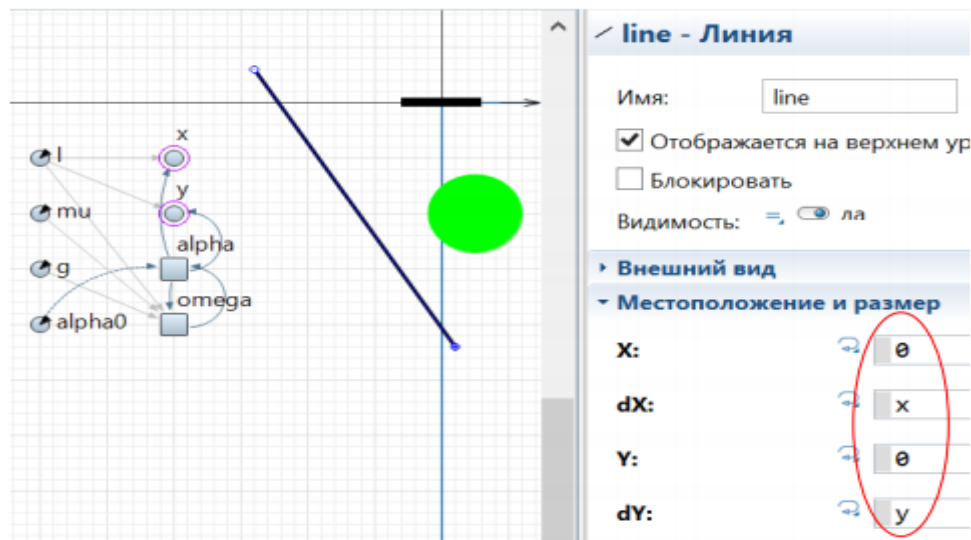 x
l
y
mu
alpha
g
omega
alpha0
line - Линия
Имя: line
Отображается на верхнем ур
Блокировать
Видимость: =, ла
Внешний вид
Местоположение и размер
X: 0
dX: x
Y: 0
dY: y